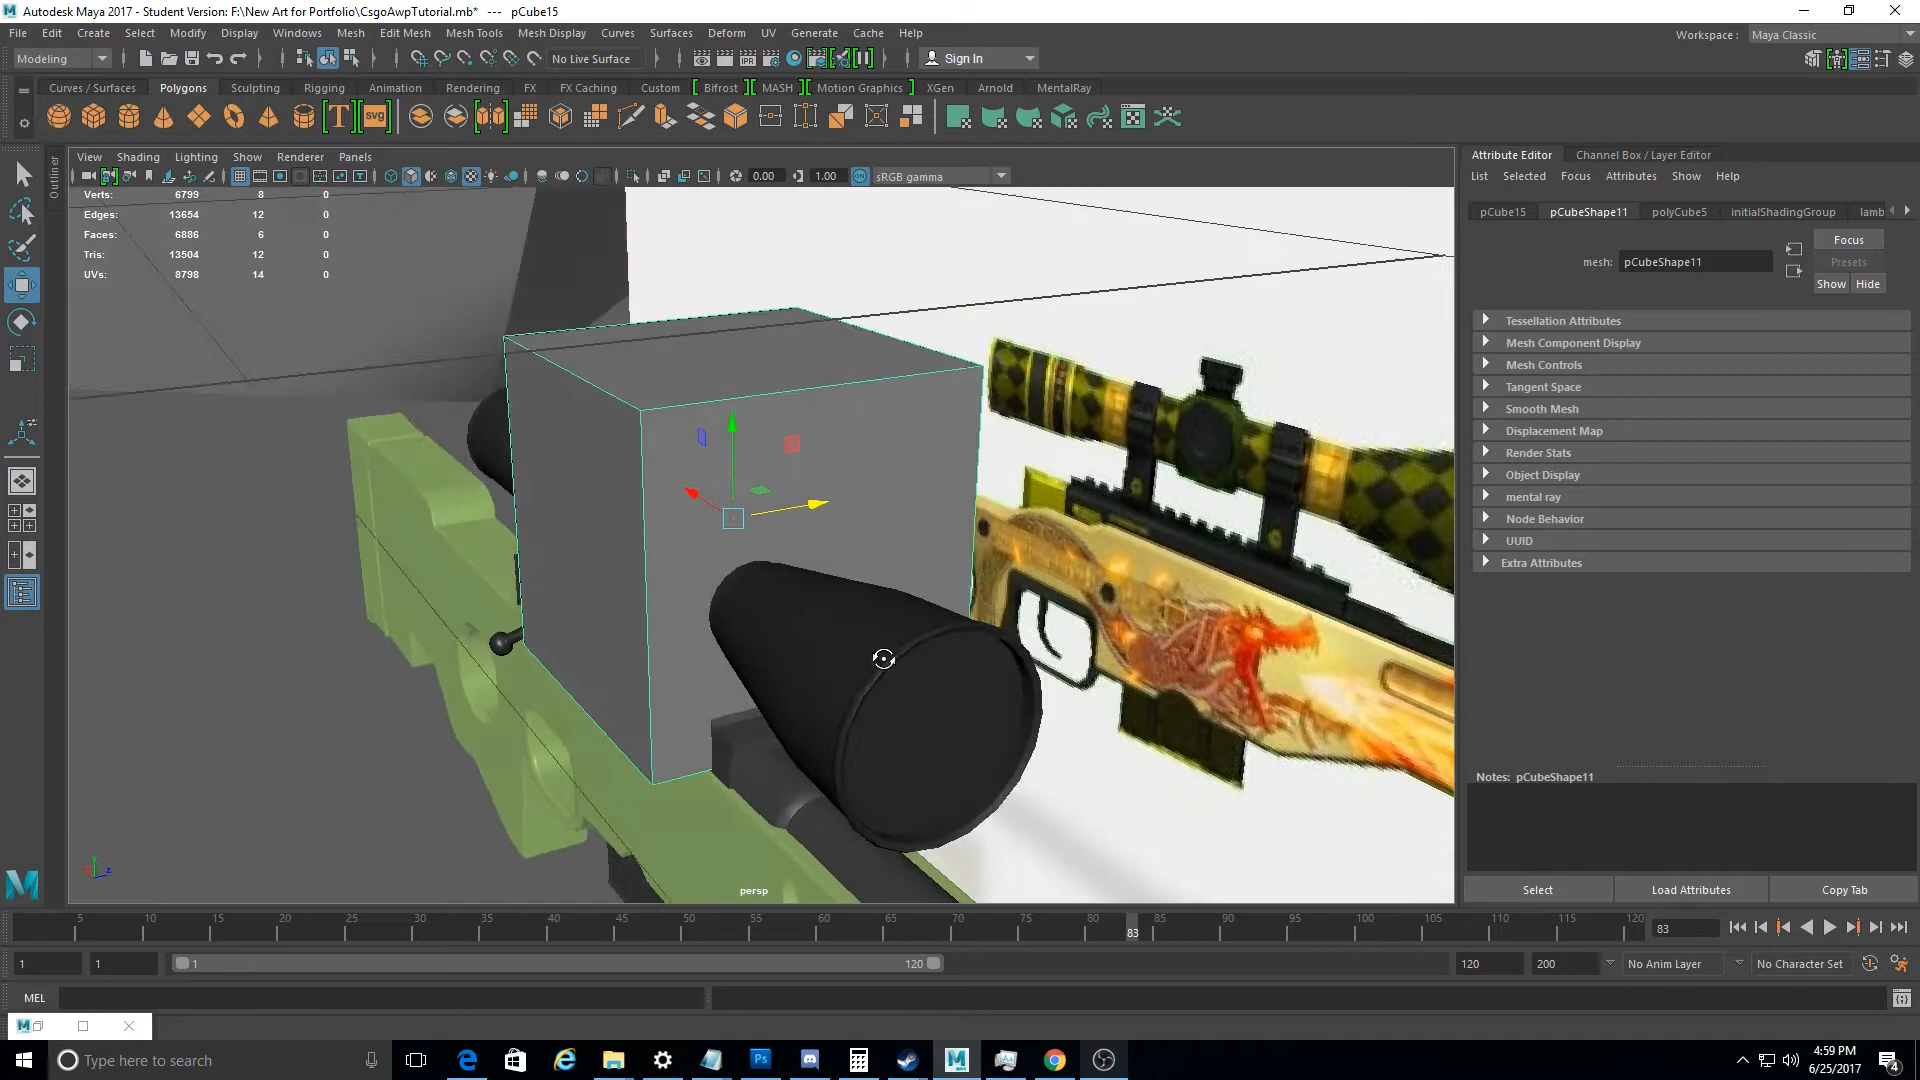 Autodesk Maya 2017 - Student Version: F:\New Art for Portfolio\CsgoAwpTutorial.mb* --- pCube15
File Edit Create Select Modify Display Windows Mesh Edit Mesh Mesh Tools Mesh Display Curves Surfaces Deform UV Generate Cache Help
Workspace : Maya Classic
Modeling No Live Surface Sign In
Curves / Surfaces Polygons Sculpting Rigging Animation Rendering FX FX Caching Custom Bifrost MASH Motion Graphics XGen Arnold MentalRay
T svg
Outliner
View Shading Lighting Show Renderer Panels
0.00 1.00 ON sRGB gamma
Verts: 6799 8 0
Edges: 13654 12 0
Faces: 6886 6 0
Tris: 13504 12 0
UVs: 8798 14 0
persp
Attribute Editor Channel Box / Layer Editor
List Selected Focus Attributes Show Help
pCube15 pCubeShape11 polyCube5 initialShadingGroup lamb
Focus
mesh: pCubeShape11 Presets
Show Hide
Tessellation Attributes
Mesh Component Display
Mesh Controls
Tangent Space
Smooth Mesh
Displacement Map
Render Stats
Object Display
mental ray
Node Behavior
UUID
Extra Attributes
Notes: pCubeShape11
Select Load Attributes Copy Tab
5 10 15 20 25 30 35 40 45 50 55 60 65 70 75 80 85 90 95 100 105 110 115 120
83
83
1 1 1 120 120 200 No Anim Layer No Character Set
MEL
Type here to search
4:59 PM
6/25/2017
4